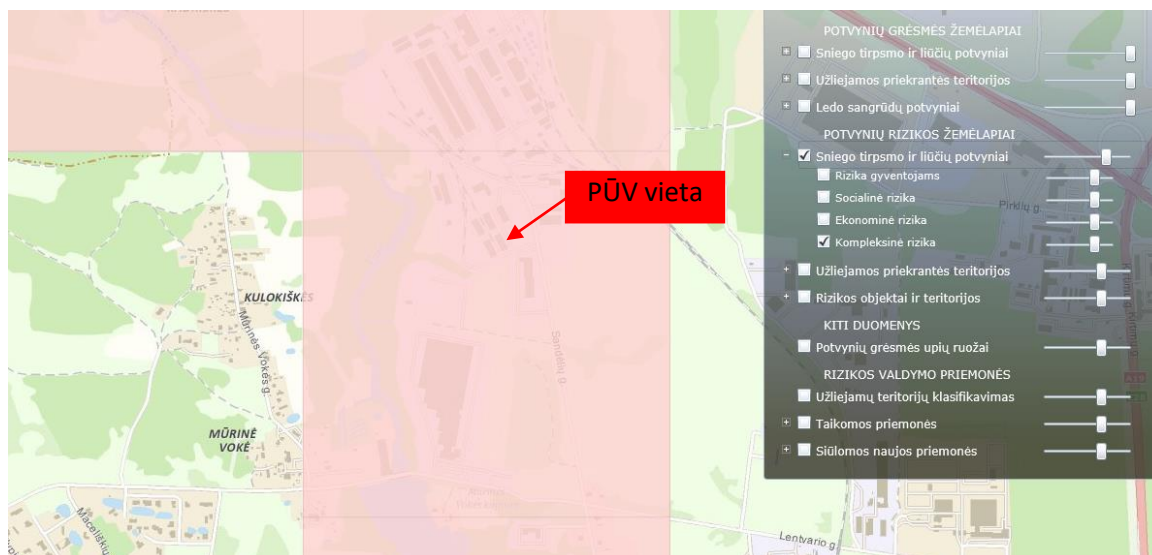 POTVYNIŲ GRĖSMĖS ŽEMĖLAPIAI
Sniego tirpsmo ir liūčių potvyniai
Užliejamos priekrantės teritorijos
Ledo sangrūdų potvyniai
POTVYNIŲ RIZIKOS ŽEMĖLAPIAI
Sniego tirpsmo ir liūčių potvyniai
Rizika gyventojams
Socialinė rizika
Ekonominė rizika
Kompleksinė rizika
Užliejamos priekrantės teritorijos
Rizikos objektai ir teritorijos
KITI DUOMENYS
Potvynių grėsmės upių ruožai
RIZIKOS VALDYMO PRIEMONĖS
Užliejamų teritorijų klasifikavimas
Taikomos priemonės
Siūlomos naujos priemonės
PŪV vieta
Pirklių g.
KULOKIŠKĖS
Mūrinės Vokės g.
Sandėlių g.
MŪRINĖ
VOKĖ
Lentvario g.